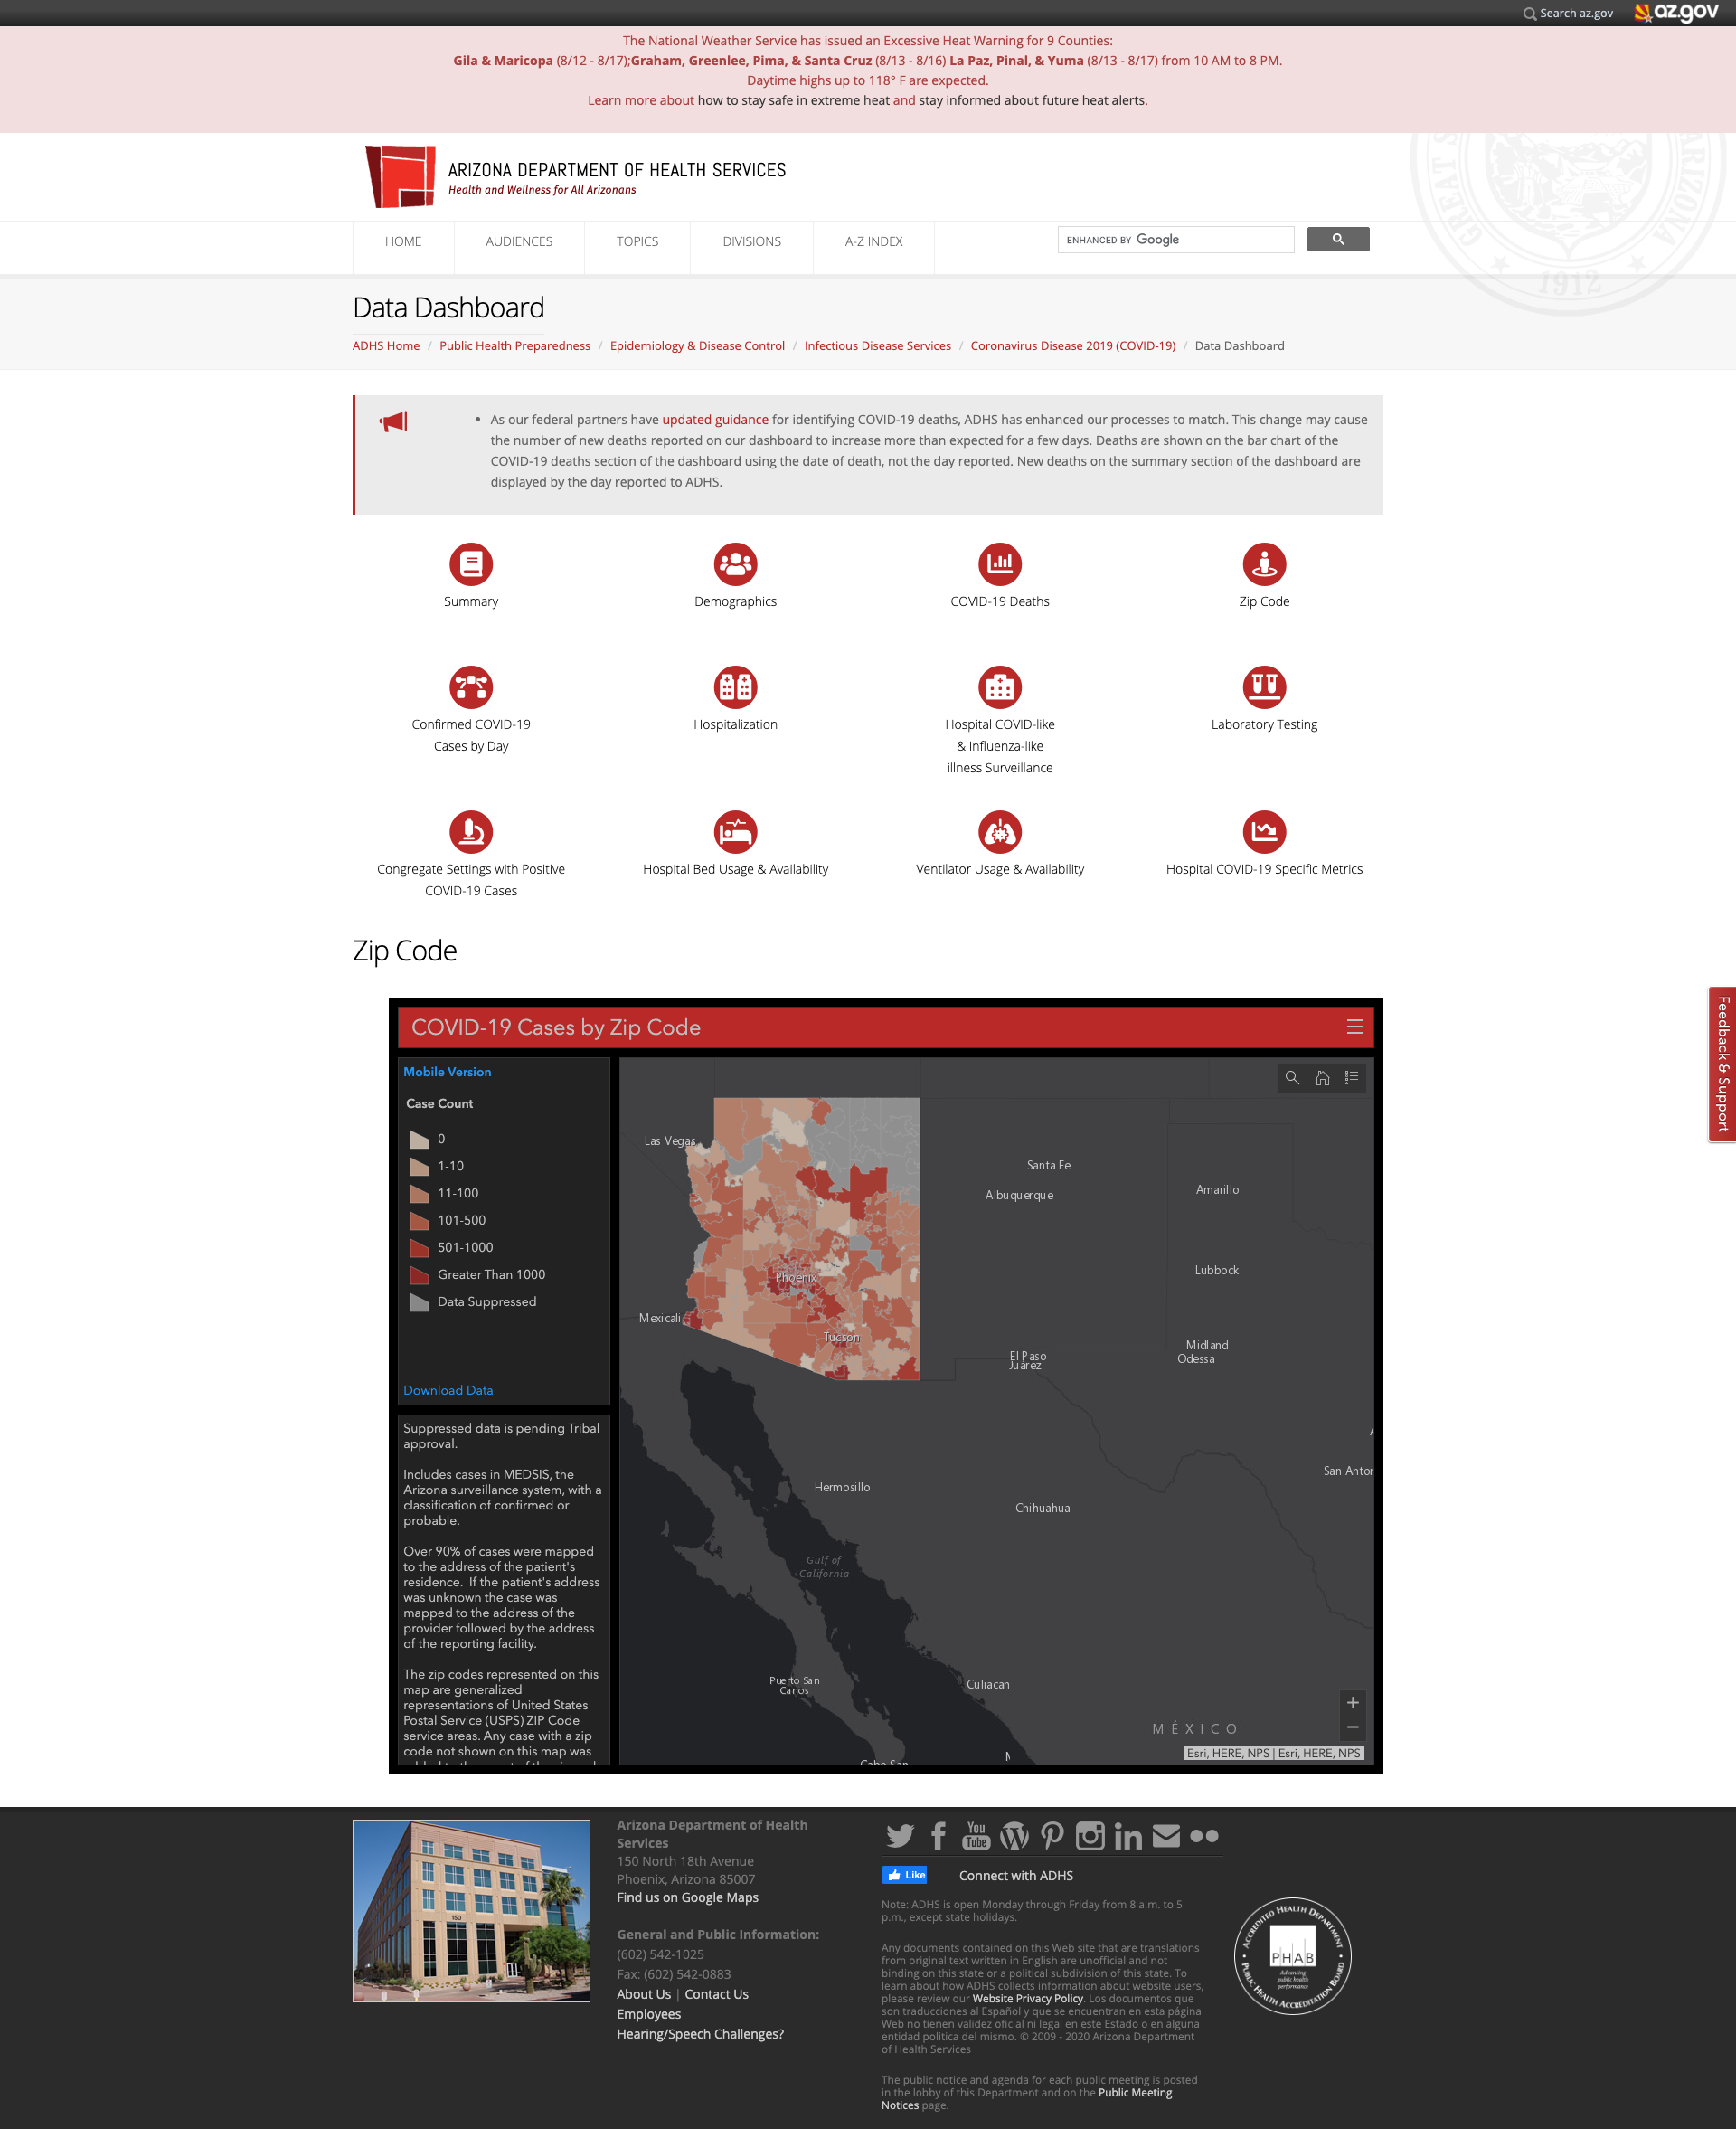 Search az.gov
az.gov
The National Weather Service has issued an Excessive Heat Warning for 9 Counties:
Gila & Maricopa (8/12 - 8/17);Graham, Greenlee, Pima, & Santa Cruz (8/13 - 8/16) La Paz, Pinal, & Yuma (8/13 - 8/17) from 10 AM to 8 PM.
Daytime highs up to 118° F are expected.
Learn more about how to stay safe in extreme heat and stay informed about future heat alerts.
ARIZONA DEPARTMENT OF HEALTH SERVICES
Health and Wellness for All Arizonans
GREAT
ARIZONA
1912
HOME
AUDIENCES
TOPICS
DIVISIONS
A-Z INDEX
ENHANCED BY Google
Data Dashboard
ADHS Home / Public Health Preparedness / Epidemiology & Disease Control / Infectious Disease Services / Coronavirus Disease 2019 (COVID-19) / Data Dashboard
• As our federal partners have updated guidance for identifying COVID-19 deaths, ADHS has enhanced our processes to match. This change may cause
the number of new deaths reported on our dashboard to increase more than expected for a few days. Deaths are shown on the bar chart of the
COVID-19 deaths section of the dashboard using the date of death, not the day reported. New deaths on the summary section of the dashboard are
displayed by the day reported to ADHS.
Summary
Demographics
COVID-19 Deaths
Zip Code
Confirmed COVID-19
Cases by Day
Hospitalization
Hospital COVID-like
& Influenza-like
illness Surveillance
Laboratory Testing
Congregate Settings with Positive
COVID-19 Cases
Hospital Bed Usage & Availability
Ventilator Usage & Availability
Hospital COVID-19 Specific Metrics
Zip Code
Feedback & Support
COVID-19 Cases by Zip Code
Mobile Version
Case Count
0
1-10
11-100
101-500
501-1000
Greater Than 1000
Data Suppressed
Download Data
Suppressed data is pending Tribal
approval.
Includes cases in MEDSIS, the
Arizona surveillance system, with a
classification of confirmed or
probable.
Over 90% of cases were mapped
to the address of the patient's
residence. If the patient's address
was unknown the case was
mapped to the address of the
provider followed by the address
of the reporting facility.
The zip codes represented on this
map are generalized
representations of United States
Postal Service (USPS) ZIP Code
service areas. Any case with a zip
code not shown on this map was
Las Vegas
Santa Fe
Albuquerque
Amarillo
Lubbock
Phoenix
Mexicali
Tucson
El Paso
Juárez
Midland
Odessa
San Anton
Hermosillo
Chihuahua
Gulf of
California
Puerto San
Carlos
Culiacan
MÉXICO
Cabo San
Esri, HERE, NPS | Esri, HERE, NPS
150
Arizona Department of Health
Services
150 North 18th Avenue
Phoenix, Arizona 85007
Find us on Google Maps
General and Public Information:
(602) 542-1025
Fax: (602) 542-0883
About Us | Contact Us
Employees
Hearing/Speech Challenges?
You
Tube
Like
Connect with ADHS
Note: ADHS is open Monday through Friday from 8 a.m. to 5
p.m., except state holidays.
Any documents contained on this Web site that are translations
from original text written in English are unofficial and not
binding on this state or a political subdivision of this state. To
learn about how ADHS collects information about website users,
please review our Website Privacy Policy. Los documentos que
son traducciones al Español y que se encuentran en esta página
Web no tienen validez oficial ni legal en este Estado o en alguna
entidad politica del mismo. © 2009 - 2020 Arizona Department
of Health Services
The public notice and agenda for each public meeting is posted
in the lobby of this Department and on the Public Meeting
Notices page.
ACCREDITED HEALTH DEPARTMENT
PHAB
Advancing
public health
performance
PUBLIC HEALTH ACCREDITATION BOARD